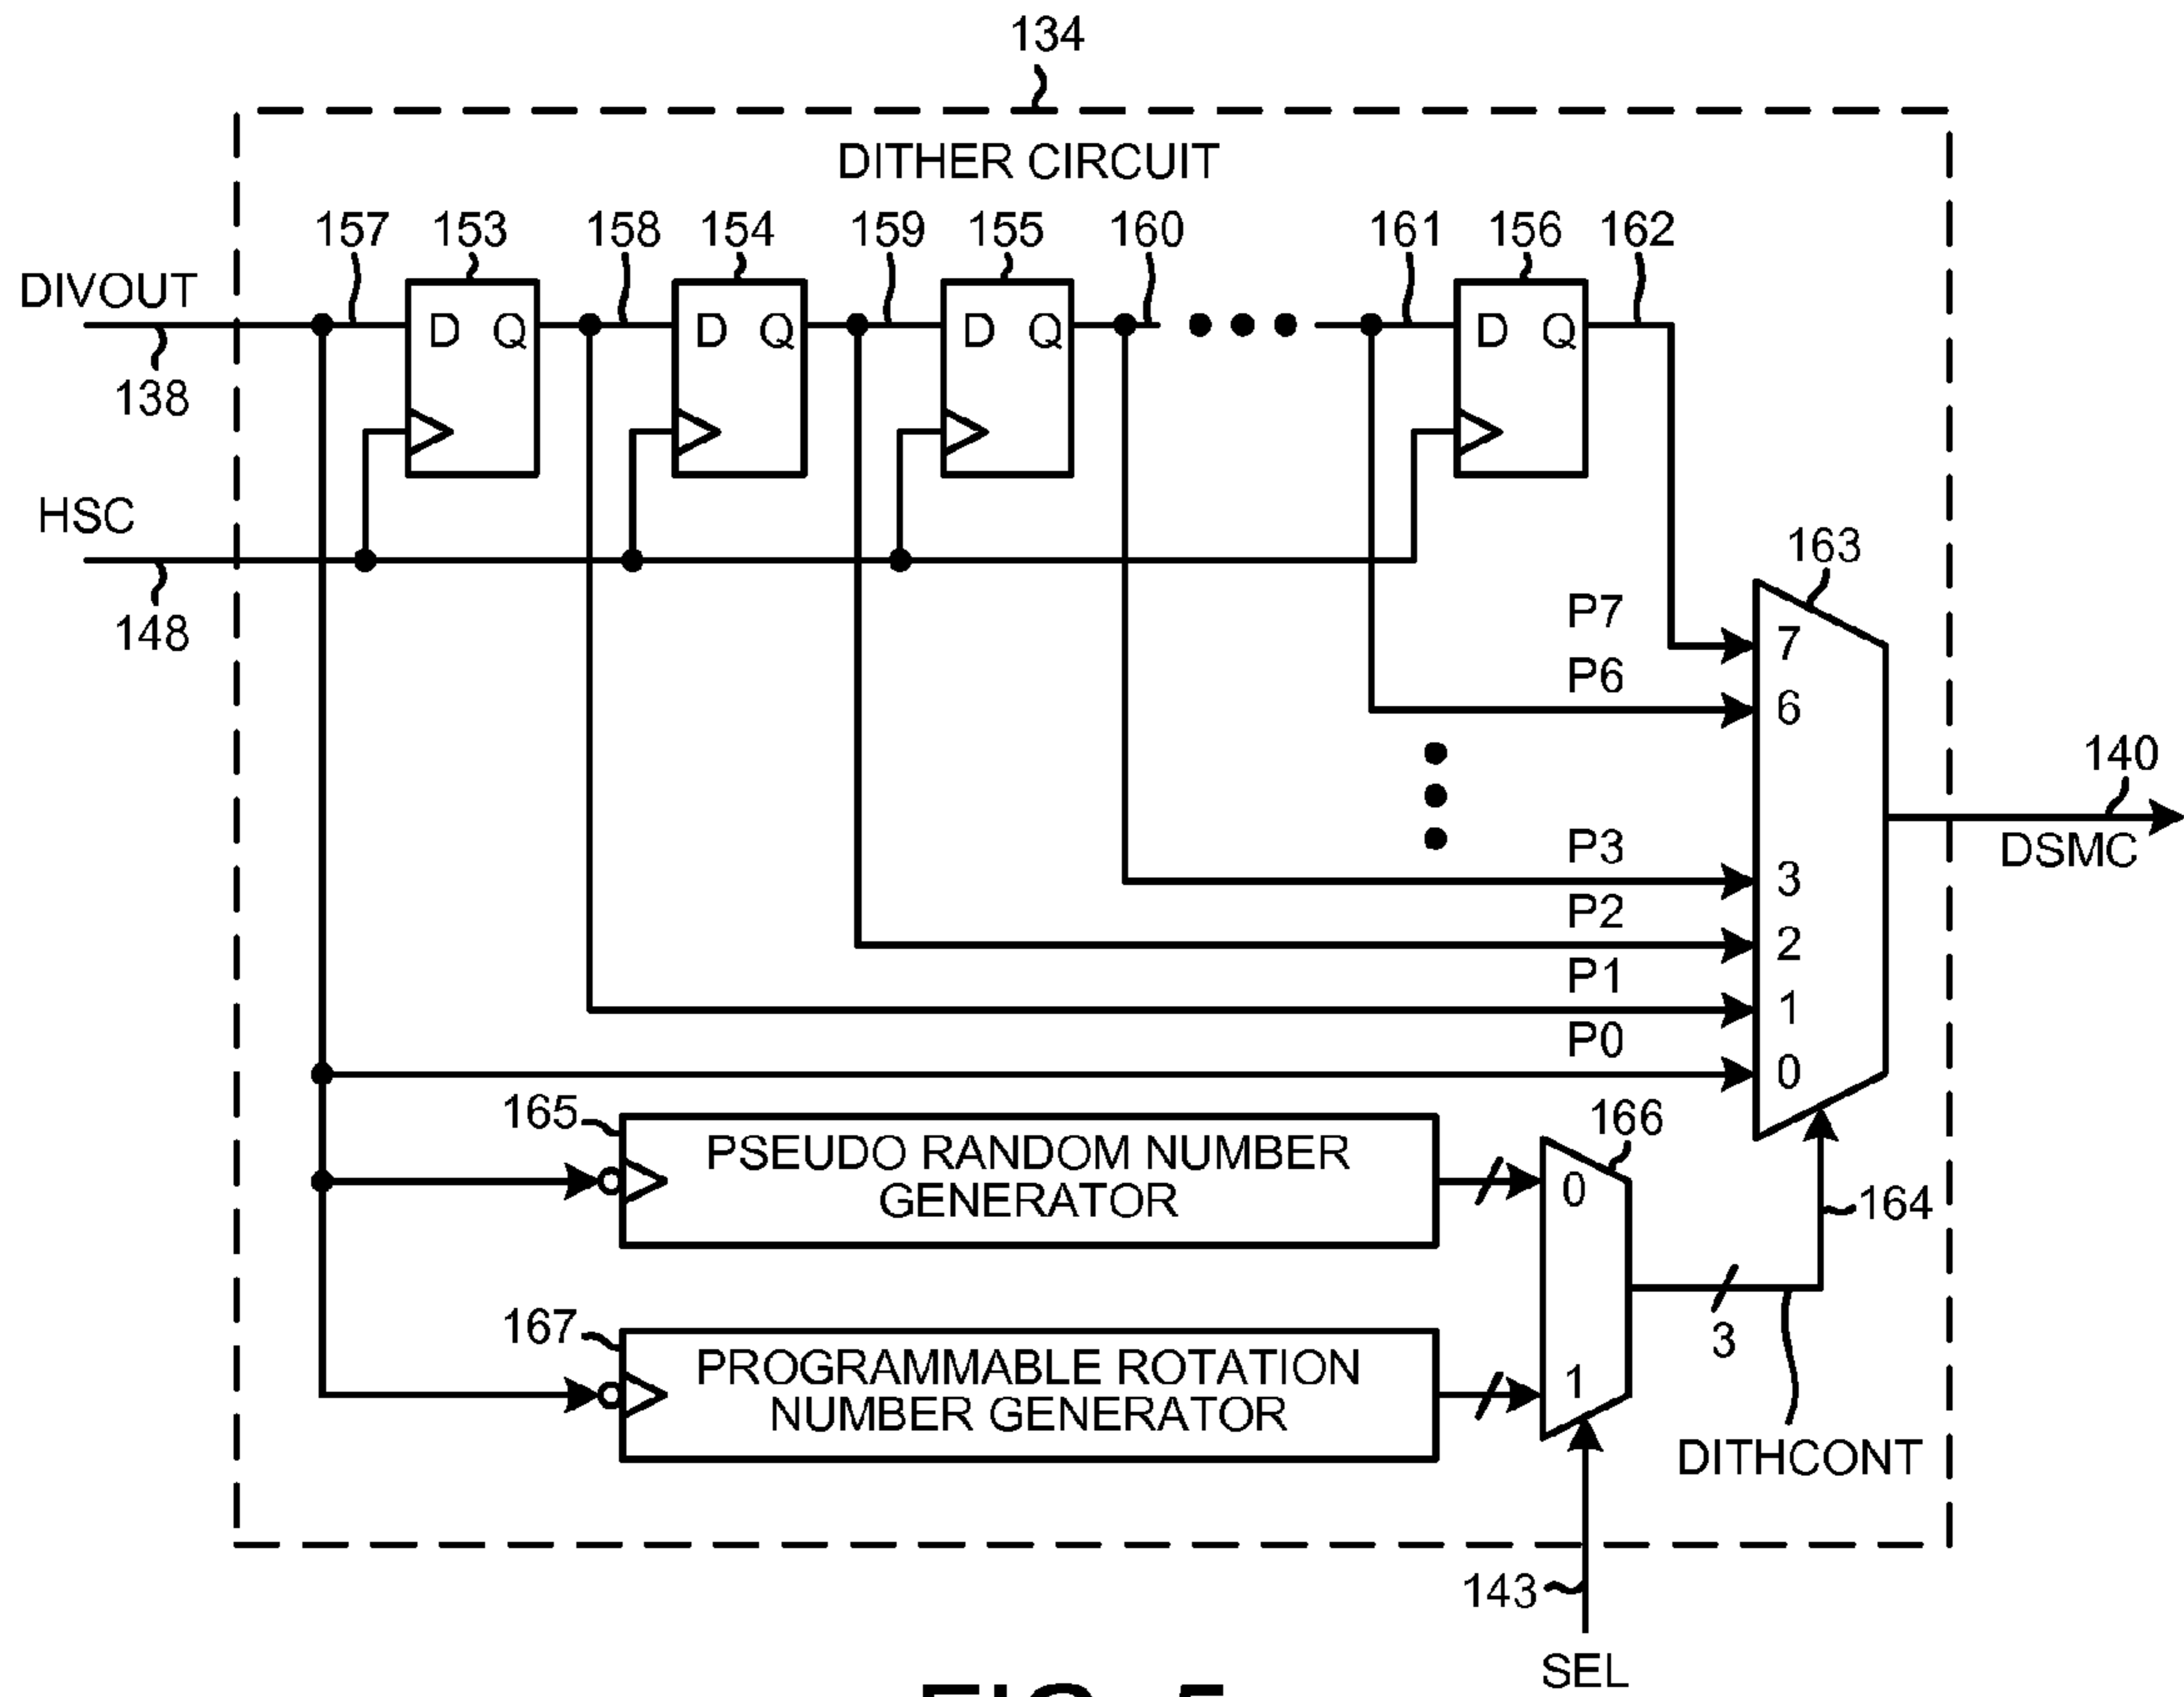 134
DITHER CIRCUIT
157 153 158 154 159 155 160 161 156 162
DIVOUT
D Q D Q D Q D Q
138
HSC
148
163
P7
7
P6
6
140
DSMC
P3
3
P2
2
P1
1
P0
0
165
PSEUDO RANDOM NUMBER
GENERATOR
166
0
164
167
PROGRAMMABLE ROTATION
NUMBER GENERATOR
1
3
DITHCONT
143
SEL